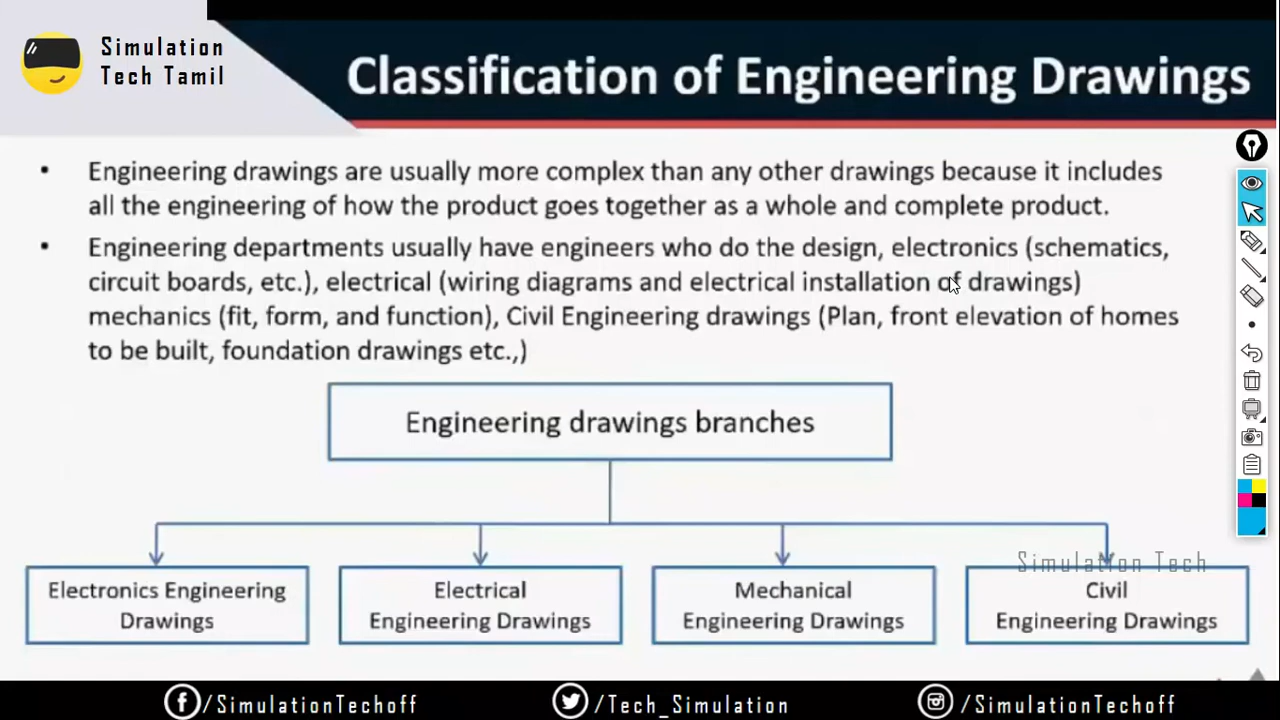 Simulation
Tech Tamil
Classification of Engineering Drawings
• Engineering drawings are usually more complex than any other drawings because it includes
all the engineering of how the product goes together as a whole and complete product.
• Engineering departments usually have engineers who do the design, electronics (schematics,
circuit boards, etc.), electrical (wiring diagrams and electrical installation of drawings)
mechanics (fit, form, and function), Civil Engineering drawings (Plan, front elevation of homes
to be built, foundation drawings etc.,)
Engineering drawings branches
Simulation Tech
Electronics Engineering
Drawings
Electrical
Engineering Drawings
Mechanical
Engineering Drawings
Civil
Engineering Drawings
/SimulationTechoff
/Tech_Simulation
/SimulationTechoff